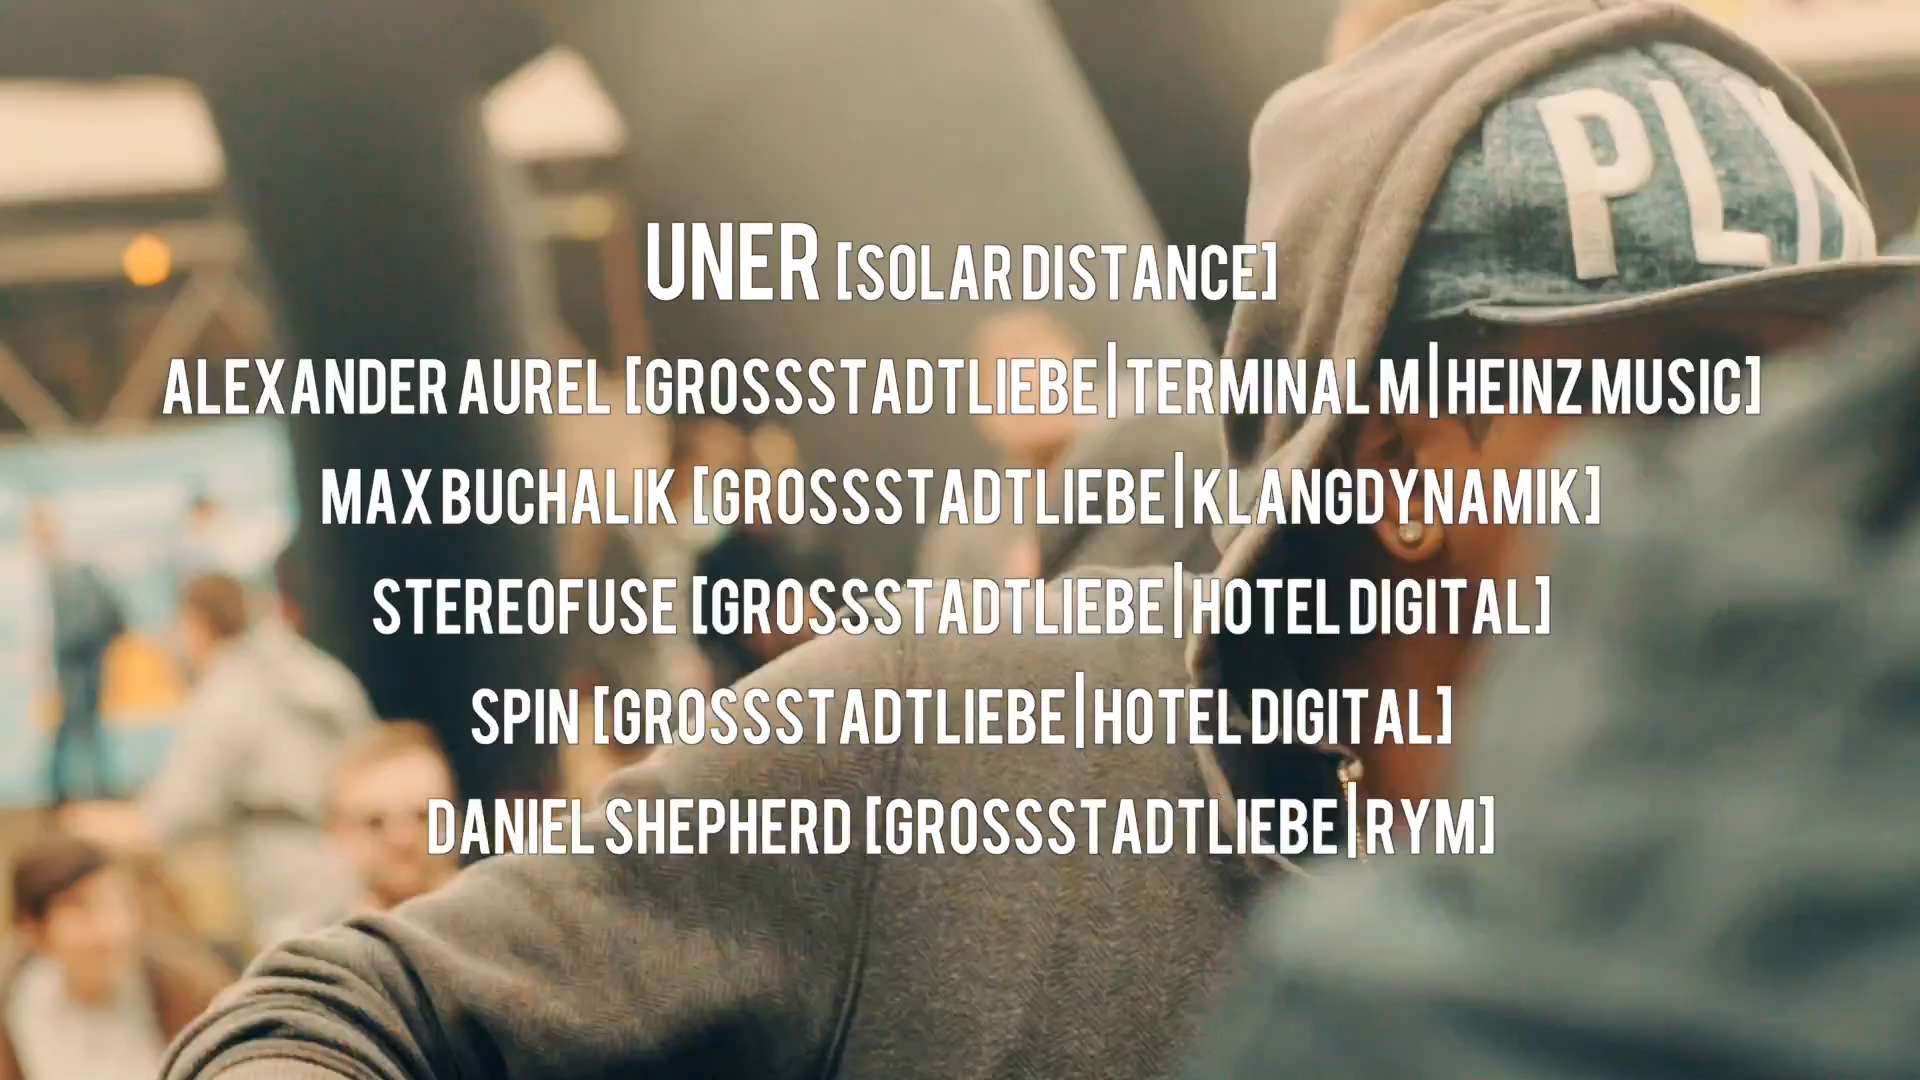 UNER [SOLAR DISTANCE]
ALEXANDER AUREL [GROSSSTADTLIEBE|TERMINAL M|HEINZ MUSIC]
MAX BUCHALIK [GROSSSTADTLIEBE|KLANGDYNAMIK]
STEREOFUSE [GROSSSTADTLIEBE|HOTEL DIGITAL]
SPIN [GROSSSTADTLIEBE|HOTEL DIGITAL]
DANIEL SHEPHERD [GROSSSTADTLIEBE|RYM]